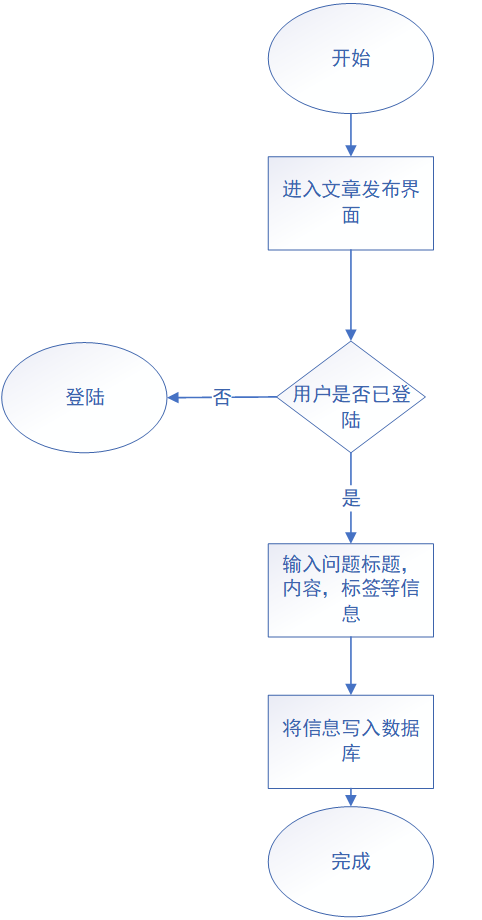 开始
进入文章发布界
面
用户是否已登
陆
否
登陆
是
输入问题标题，
内容，标签等信
息
将信息写入数据
库
完成